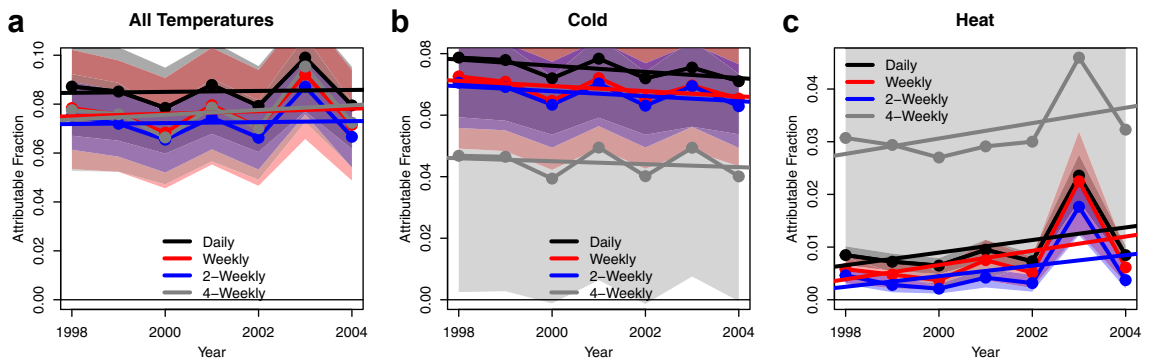 a All Temperatures
Attributable Fraction
0.00 0.02 0.04 0.06 0.08 0.10
Daily
Weekly
2−Weekly
4−Weekly
1998 2000 2002 2004
Year
b Cold
Attributable Fraction
0.00 0.02 0.04 0.06 0.08
Daily
Weekly
2−Weekly
4−Weekly
1998 2000 2002 2004
Year
c Heat
Attributable Fraction
0.00 0.01 0.02 0.03 0.04
Daily
Weekly
2−Weekly
4−Weekly
1998 2000 2002 2004
Year